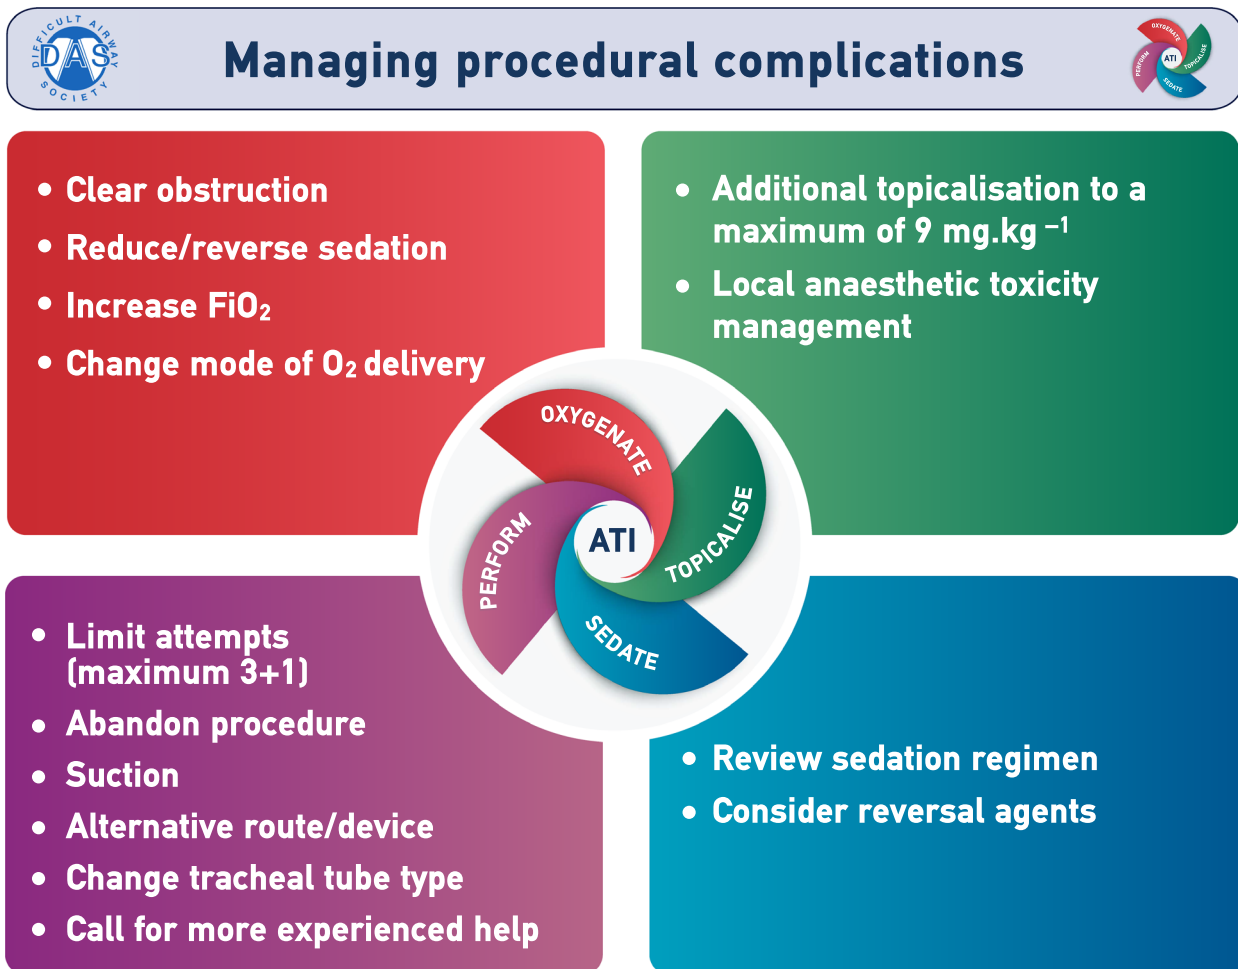 DIFFICULT AIRWAY
DAS
SOCIETY
Managing procedural complications
OXYGENATE
TOPICALISE
SEDATE
PERFORM
ATI
• Clear obstruction
• Reduce/reverse sedation
• Increase FiO₂
• Change mode of O₂ delivery
• Additional topicalisation to a
maximum of 9 mg.kg⁻¹
• Local anaesthetic toxicity
management
OXYGENATE
TOPICALISE
SEDATE
PERFORM
ATI
• Limit attempts
(maximum 3+1)
• Abandon procedure
• Suction
• Alternative route/device
• Change tracheal tube type
• Call for more experienced help
• Review sedation regimen
• Consider reversal agents